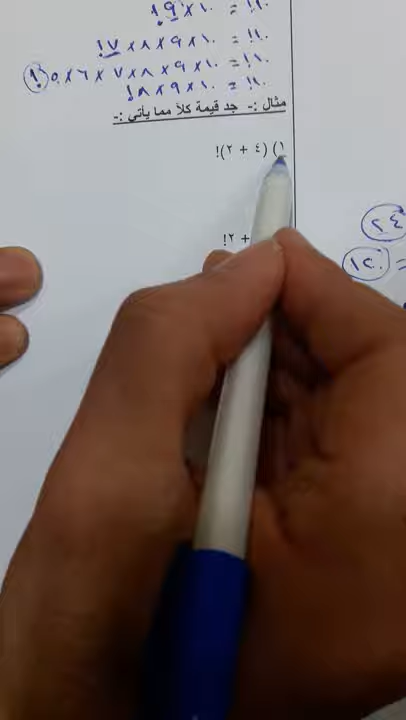 ١٠! = ١٠ × ٩!
١٠! = ١٠ × ٩ × ٨ × ٧!
١٠! = ١٠ × ٩ × ٨ × ٧ × ٦ × ٥!
١٠! = ١٠ × ٩ × ٨!
مثال :- جد قيمة كلاً مما يأتي :-
١) (٤ + ٢)!
+ ٢!
٢٤
١٢٠ =